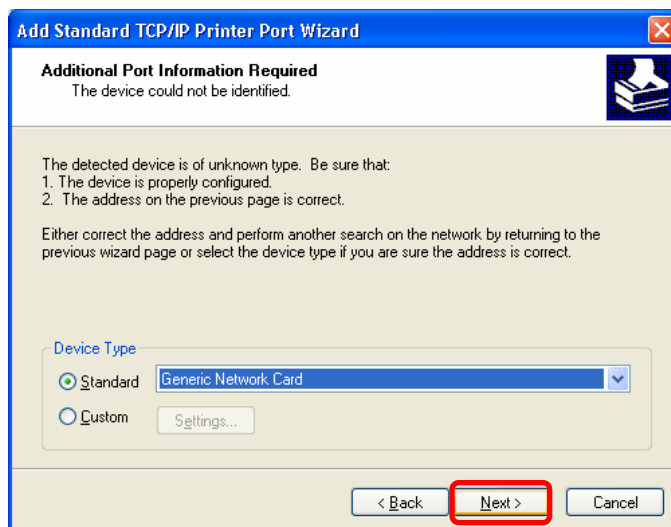 Add Standard TCP/IP Printer Port Wizard
Additional Port Information Required
The device could not be identified.
The detected device is of unknown type. Be sure that:
1. The device is properly configured.
2. The address on the previous page is correct.
Either correct the address and perform another search on the network by returning to the
previous wizard page or select the device type if you are sure the address is correct.
Device Type
Standard
Generic Network Card
Custom
Settings...
< Back
Next >
Cancel